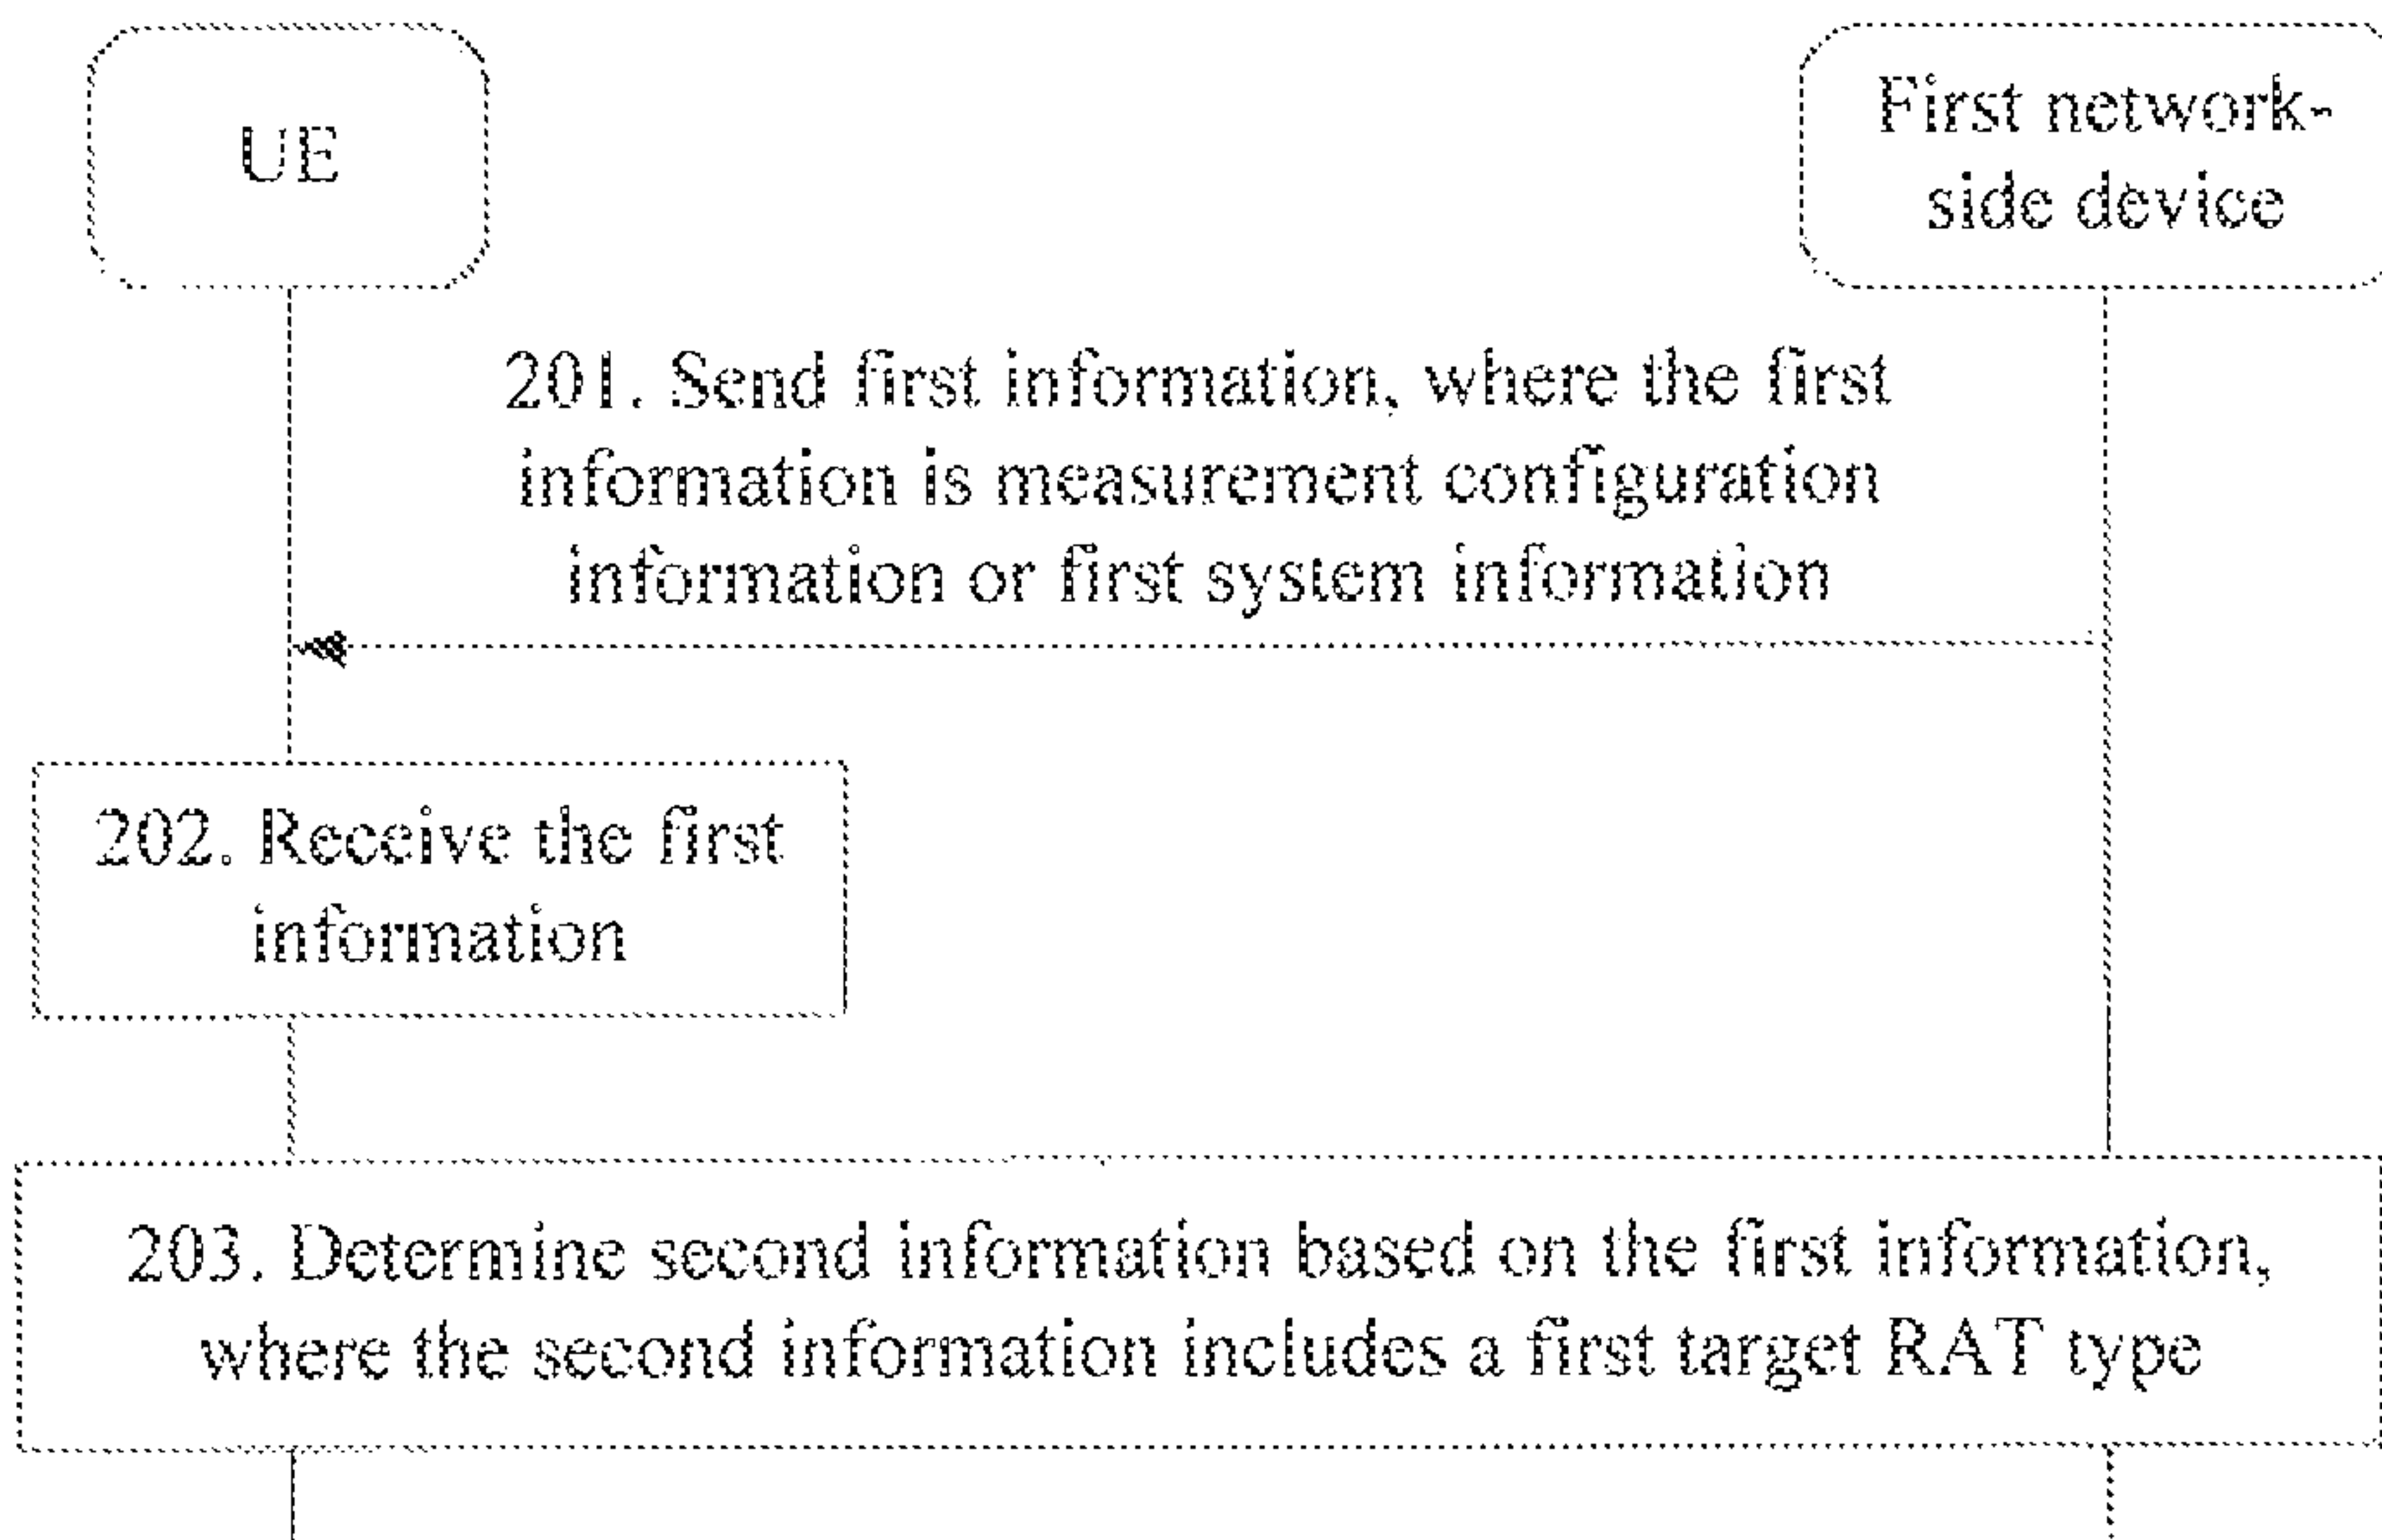 UE
First network-
side device
201. Send first information, where the first
information is measurement configuration
information or first system information
202. Receive the first
information
203. Determine second information based on the first information,
where the second information includes a first target RAT type